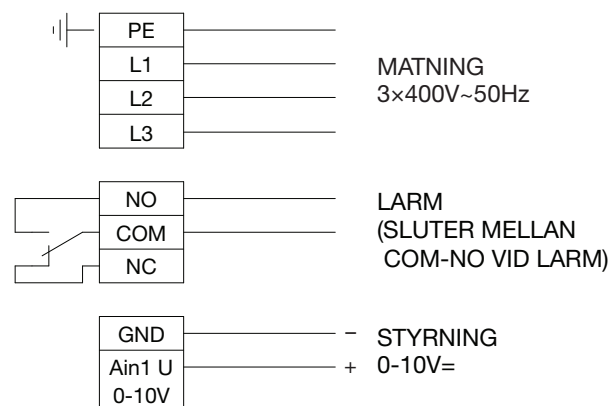 PE
L1
L2
L3
MATNING
3×400V~50Hz
NO
COM
NC
LARM
(SLUTER MELLAN
COM-NO VID LARM)
GND
Ain1 U
0-10V
−
+
STYRNING
0-10V=